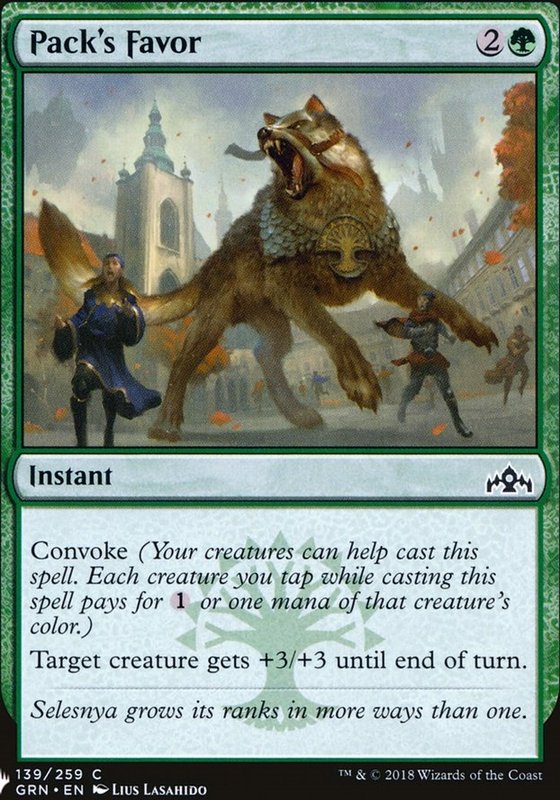 Pack's Favor 2
Instant
Convoke (Your creatures can help cast this
spell. Each creature you tap while casting this
spell pays for 1 or one mana of that creature's
color.)
Target creature gets +3/+3 until end of turn.
Selesnya grows its ranks in more ways than one.
139/259 C
GRN • EN Lius Lasahido
™ & © 2018 Wizards of the Coast